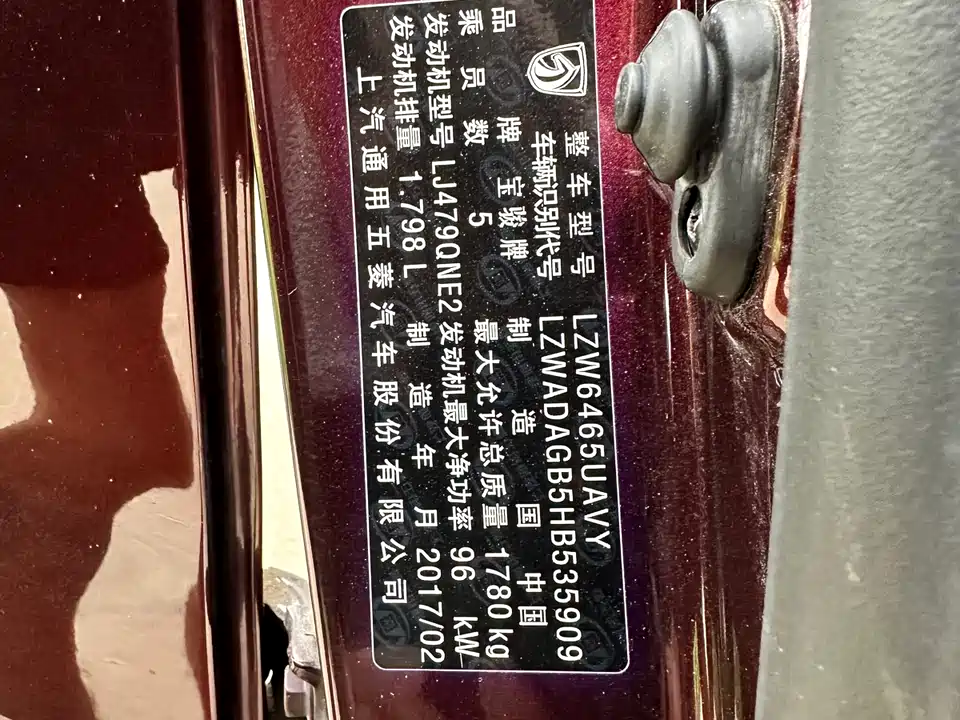 整车型号 LZW6465UAVY
车辆识别代号 LZWADAGB5HB535909
品牌 宝骏牌 制造国 中国
乘员数 5 最大允许总质量 1780kg
发动机型号 LJ479QNE2 发动机最大净功率 96 kW
发动机排量 1.798L 制造年月 2017/02
上汽通用五菱汽车股份有限公司